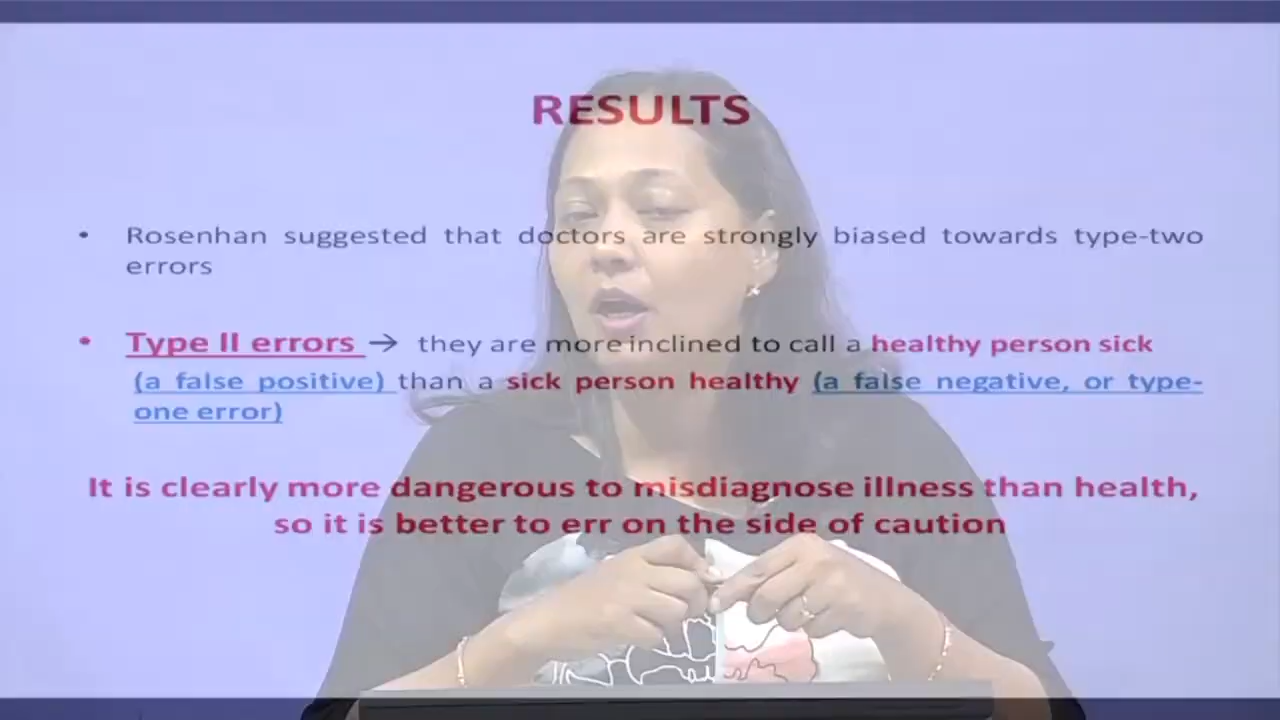 RESULTS
• Rosenhan suggested that doctors are strongly biased towards type-two
errors
• Type II errors → they are more inclined to call a healthy person sick
(a false positive) than a sick person healthy (a false negative, or type-
one error)
It is clearly more dangerous to misdiagnose illness than health,
so it is better to err on the side of caution